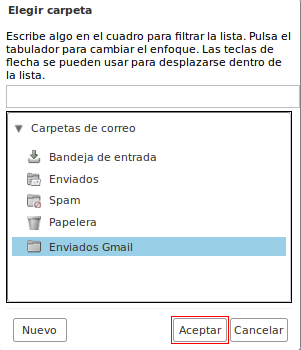 Elegir carpeta
Escribe algo en el cuadro para filtrar la lista. Pulsa el
tabulador para cambiar el enfoque. Las teclas de
flecha se pueden usar para desplazarse dentro de
la lista.
Carpetas de correo
Bandeja de entrada
Enviados
Spam
Papelera
Enviados Gmail
Nuevo
Aceptar
Cancelar